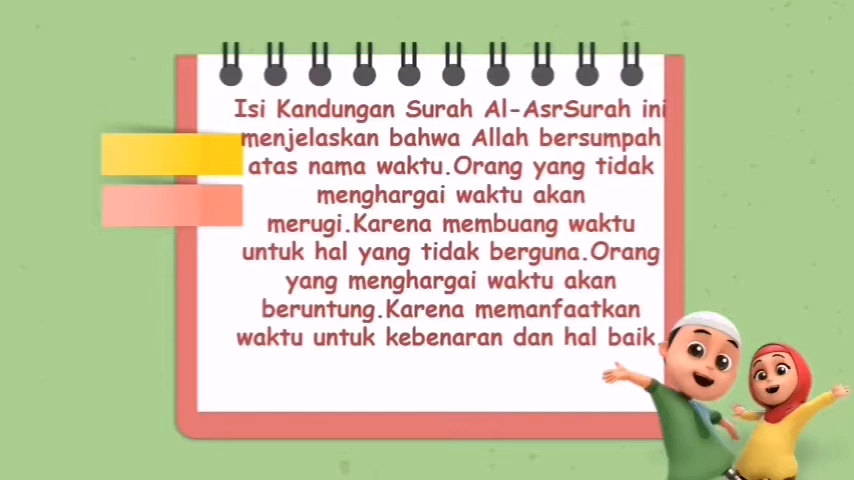 Isi Kandungan Surah Al-AsrSurah ini
menjelaskan bahwa Allah bersumpah
atas nama waktu.Orang yang tidak
menghargai waktu akan
merugi.Karena membuang waktu
untuk hal yang tidak berguna.Orang
yang menghargai waktu akan
beruntung.Karena memanfaatkan
waktu untuk kebenaran dan hal baik.